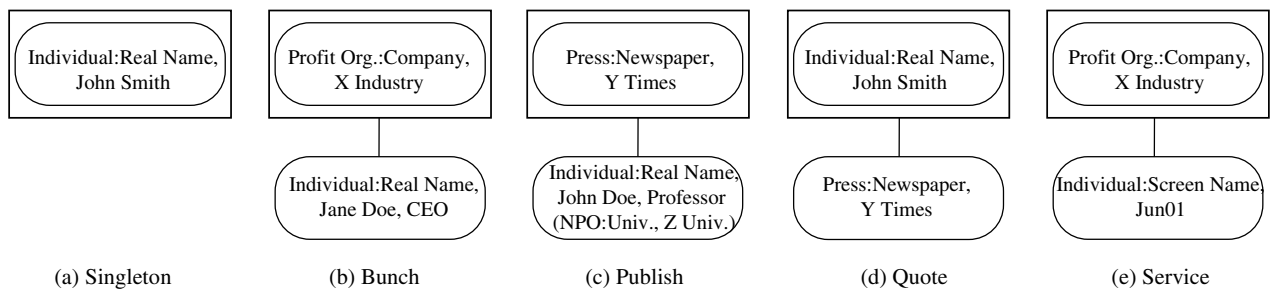 Individual:Real Name,
John Smith
(a) Singleton
Profit Org.:Company,
X Industry
Individual:Real Name,
Jane Doe, CEO
(b) Bunch
Press:Newspaper,
Y Times
Individual:Real Name,
John Doe, Professor
(NPO:Univ., Z Univ.)
(c) Publish
Individual:Real Name,
John Smith
Press:Newspaper,
Y Times
(d) Quote
Profit Org.:Company,
X Industry
Individual:Screen Name,
Jun01
(e) Service